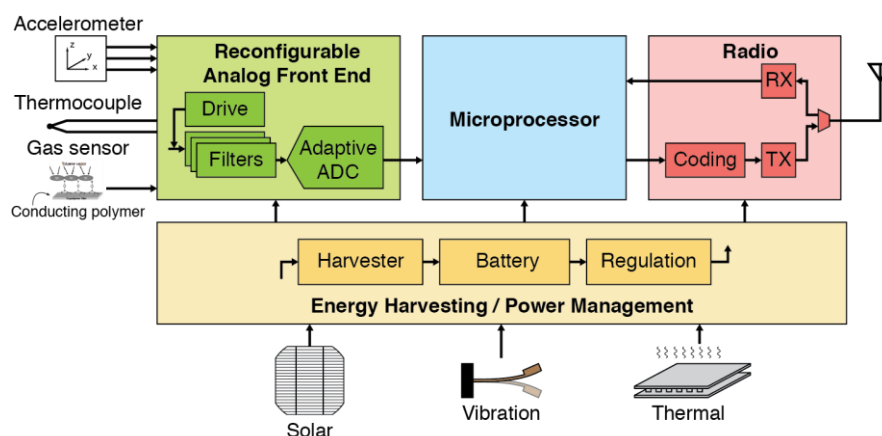 Accelerometer
z
y
x
Thermocouple
Gas sensor
Conducting polymer
Reconfigurable
Analog Front End
Drive
Filters
Adaptive
ADC
Microprocessor
Radio
RX
Coding
TX
Harvester
Battery
Regulation
Energy Harvesting / Power Management
Solar
Vibration
Thermal